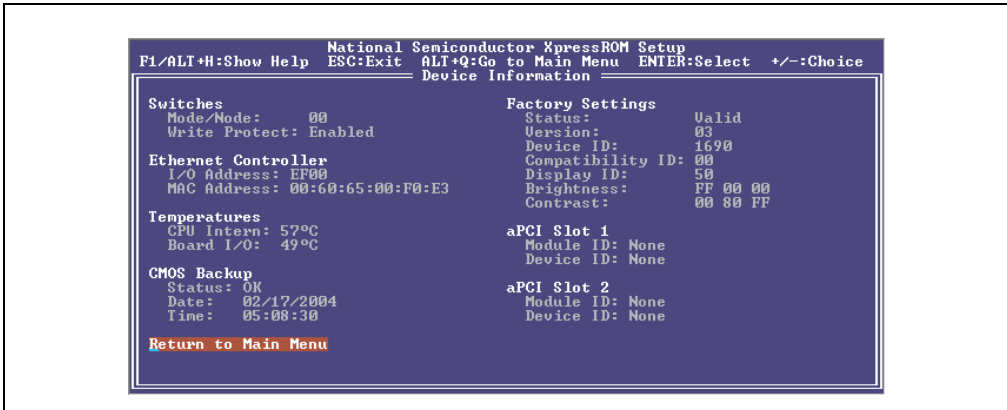 National Semiconductor XpressROM Setup
F1/ALT+H:Show Help ESC:Exit ALT+Q:Go to Main Menu ENTER:Select +/-:Choice
Device Information
Switches
Mode/Node: 00
Write Protect: Enabled
Ethernet Controller
I/O Address: EF00
MAC Address: 00:60:65:00:F0:E3
Temperatures
CPU Intern: 57ºC
Board I/O: 49ºC
CMOS Backup
Status: OK
Date: 02/17/2004
Time: 05:08:30
Return to Main Menu
Factory Settings
Status: Valid
Version: 03
Device ID: 1690
Compatibility ID: 00
Display ID: 50
Brightness: FF 00 00
Contrast: 00 80 FF
aPCI Slot 1
Module ID: None
Device ID: None
aPCI Slot 2
Module ID: None
Device ID: None